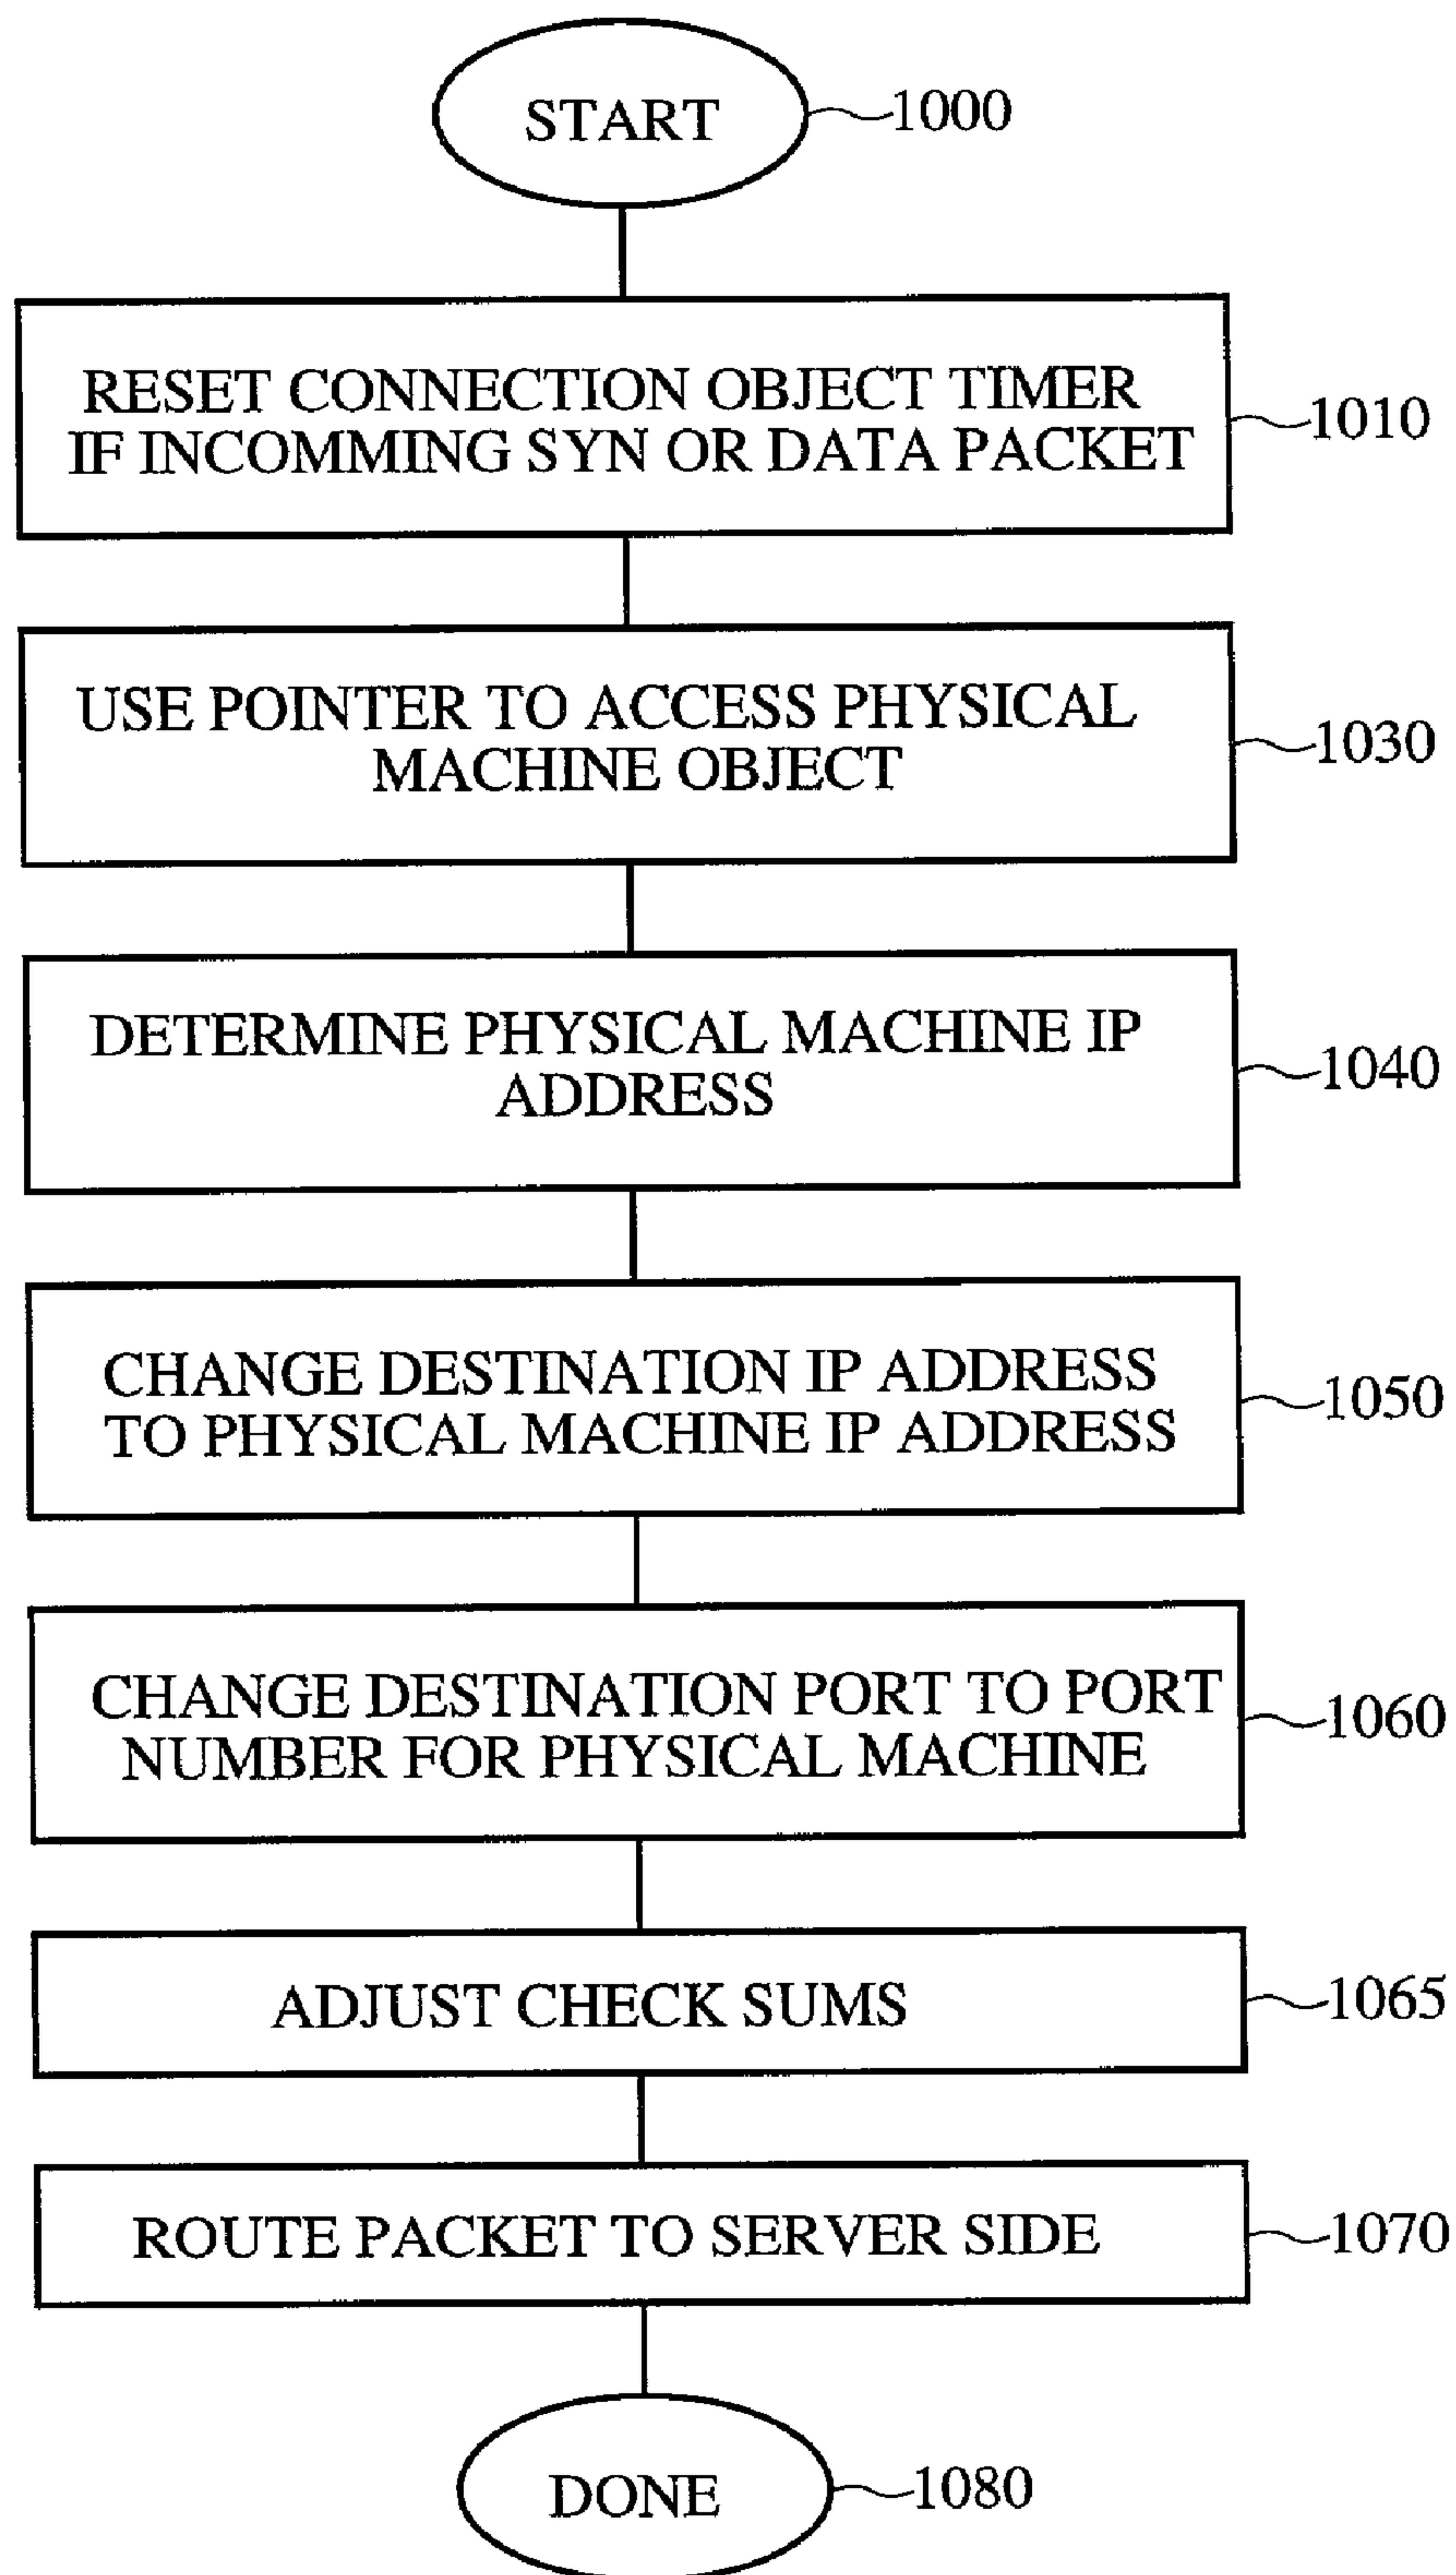 START
1000
RESET CONNECTION OBJECT TIMER
IF INCOMMING SYN OR DATA PACKET
1010
USE POINTER TO ACCESS PHYSICAL
MACHINE OBJECT
1030
DETERMINE PHYSICAL MACHINE IP
ADDRESS
1040
CHANGE DESTINATION IP ADDRESS
TO PHYSICAL MACHINE IP ADDRESS
1050
CHANGE DESTINATION PORT TO PORT
NUMBER FOR PHYSICAL MACHINE
1060
ADJUST CHECK SUMS
1065
ROUTE PACKET TO SERVER SIDE
1070
DONE
1080